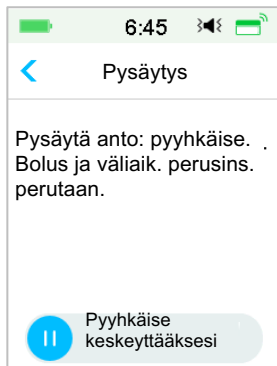 6:45
Pysäytys
Pysäytä anto: pyyhkäise.
Bolus ja väliaik. perusins.
perutaan.
Pyyhkäise
keskeyttääksesi